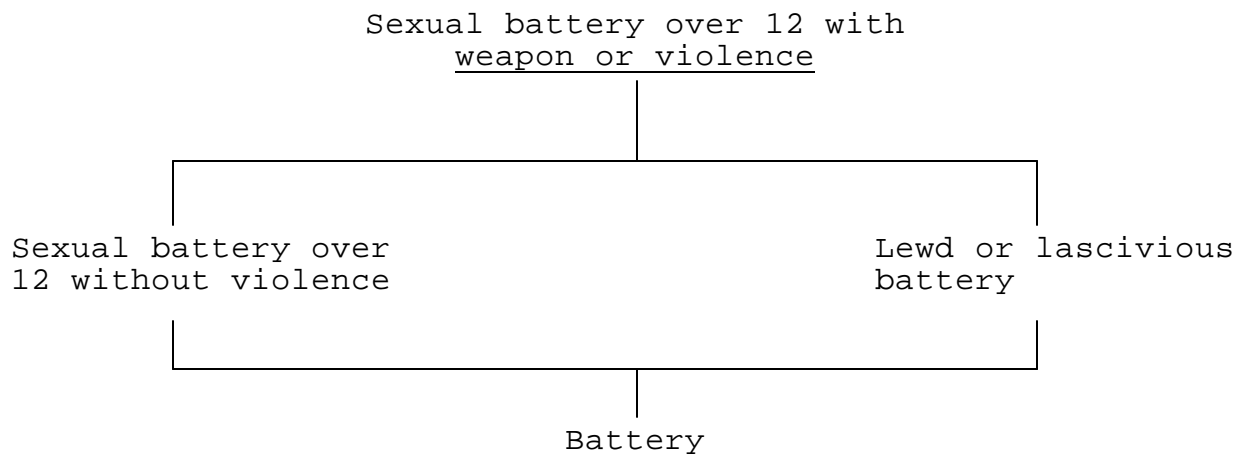 Sexual battery over 12 with
weapon or violence
Sexual battery over
12 without violence
Lewd or lascivious
battery
Battery